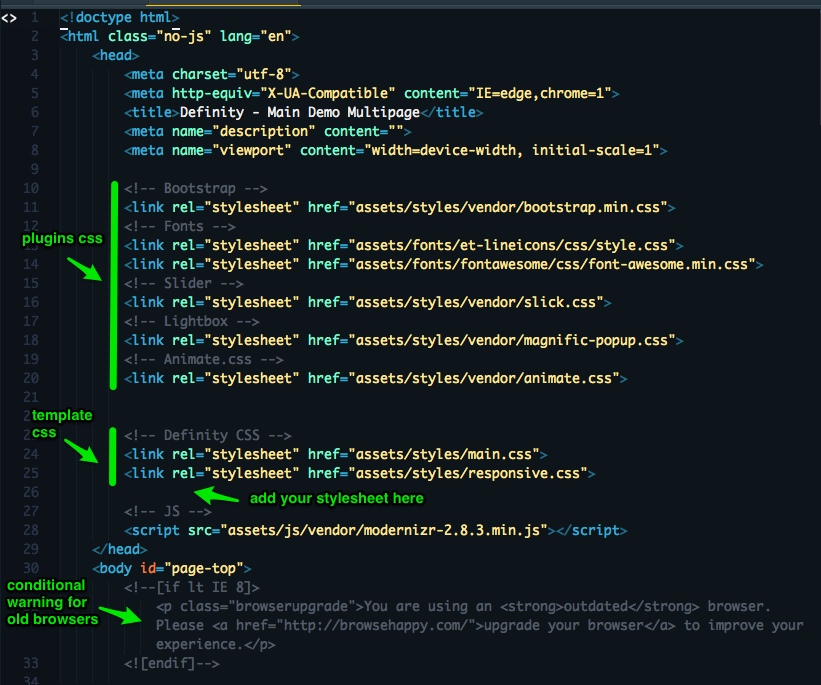 <> 1 <!doctype html>
2 <html class="no-js" lang="en">
3 <head>
4 <meta charset="utf-8">
5 <meta http-equiv="X-UA-Compatible" content="IE=edge,chrome=1">
6 <title>Definity - Main Demo Multipage</title>
7 <meta name="description" content="">
8 <meta name="viewport" content="width=device-width, initial-scale=1">
9
10 <!-- Bootstrap -->
11 <link rel="stylesheet" href="assets/styles/vendor/bootstrap.min.css">
12 <!-- Fonts -->
plugins css
13 <link rel="stylesheet" href="assets/fonts/et-lineicons/css/style.css">
14 <link rel="stylesheet" href="assets/fonts/fontawesome/css/font-awesome.min.css">
15 <!-- Slider -->
16 <link rel="stylesheet" href="assets/styles/vendor/slick.css">
17 <!-- Lightbox -->
18 <link rel="stylesheet" href="assets/styles/vendor/magnific-popup.css">
19 <!-- Animate.css -->
20 <link rel="stylesheet" href="assets/styles/vendor/animate.css">
21
template
css
<!-- Definity CSS -->
24 <link rel="stylesheet" href="assets/styles/main.css">
25 <link rel="stylesheet" href="assets/styles/responsive.css">
26
add your stylesheet here
27 <!-- JS -->
28 <script src="assets/js/vendor/modernizr-2.8.3.min.js"></script>
29 </head>
30 <body id="page-top">
conditional
warning for
old browsers
<!--[if lt IE 8]>
<p class="browserupgrade">You are using an <strong>outdated</strong> browser.
Please <a href="http://browsehappy.com/">upgrade your browser</a> to improve your
experience.</p>
33 <![endif]-->
34